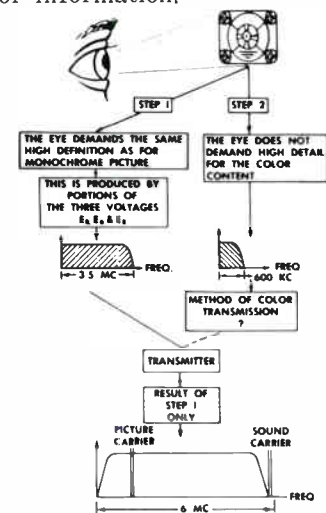 or information.
STEP 1
STEP 2
THE EYE DEMANDS THE SAME
HIGH DEFINITION AS FOR
MONOCHROME PICTURE
THE EYE DOES NOT
DEMAND HIGH DETAIL
FOR THE COLOR
CONTENT
THIS IS PRODUCED BY
PORTIONS OF
THE THREE VOLTAGES
FREQ.
3.5 MC
FREQ
600 KC
METHOD OF COLOR
TRANSMISSION
?
TRANSMITTER
RESULT OF
STEP 1
ONLY
PICTURE
CARRIER
SOUND
CARRIER
FREQ
6 MC